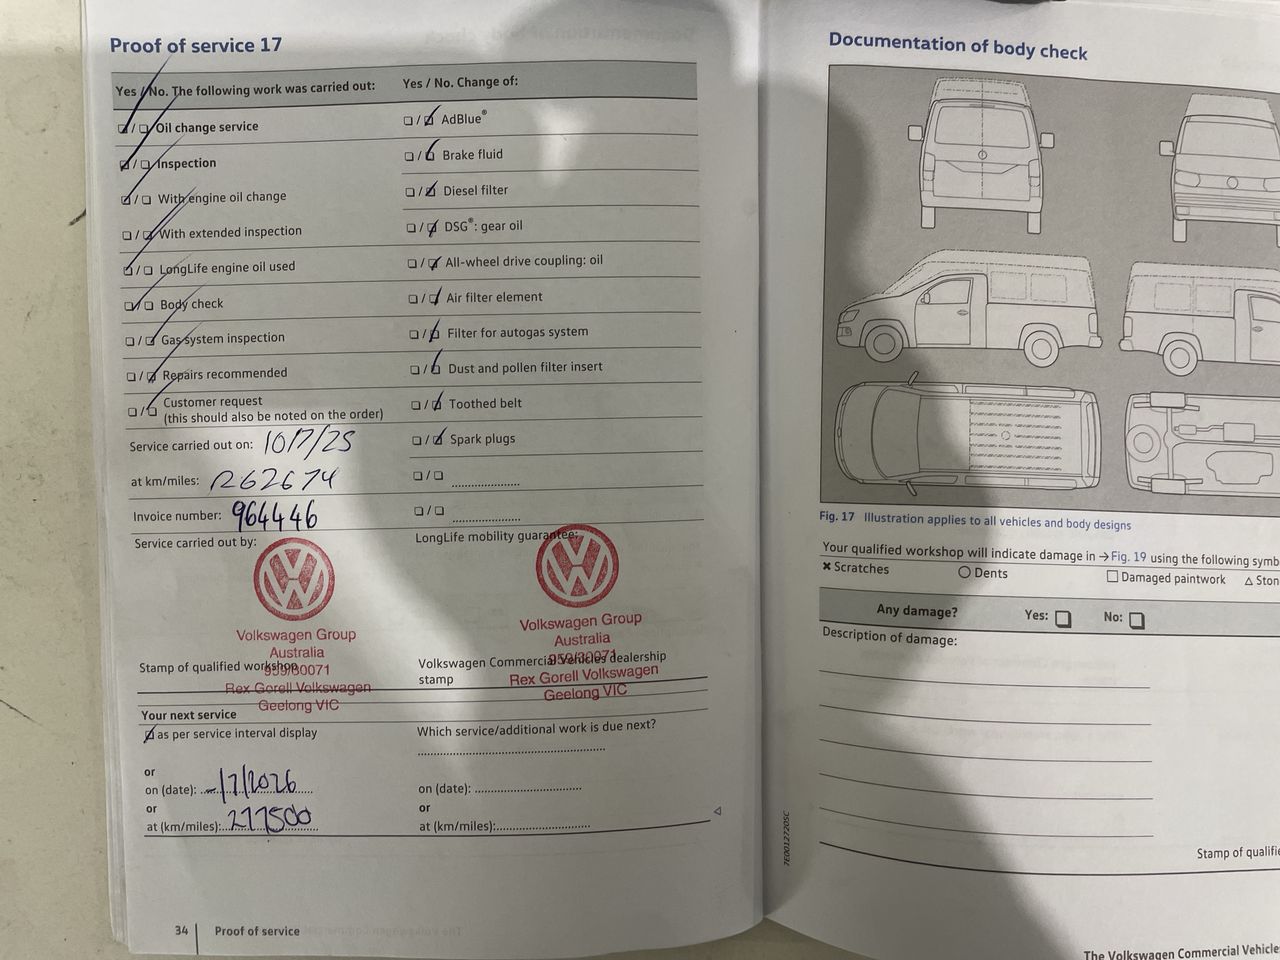 Proof of service 17
Yes / No. The following work was carried out:
Oil change service
Inspection
With engine oil change
With extended inspection
LongLife engine oil used
Body check
Gas system inspection
Repairs recommended
Customer request
(this should also be noted on the order)
Service carried out on: 10/7/25
at km/miles: 262674
Invoice number: 964446
Service carried out by:
VW
Volkswagen Group
Australia
Stamp of qualified workshop
959/30071
Rex Gorell Volkswagen
Geelong VIC
Yes / No. Change of:
AdBlue®
Brake fluid
Diesel filter
DSG®: gear oil
All-wheel drive coupling: oil
Air filter element
Filter for autogas system
Dust and pollen filter insert
Toothed belt
Spark plugs
LongLife mobility guarantee:
VW
Volkswagen Group
Australia
959/30071
Volkswagen Commercial Vehicles dealership
stamp
Rex Gorell Volkswagen
Geelong VIC
Your next service
as per service interval display
or
on (date): -/7/2026
or
at (km/miles): 277500
Which service/additional work is due next?
on (date):
or
at (km/miles):
34 Proof of service
Documentation of body check
Fig. 17 Illustration applies to all vehicles and body designs
Your qualified workshop will indicate damage in → Fig. 19 using the following symb
Scratches Dents Damaged paintwork Ston
Any damage? Yes: No:
Description of damage:
7E0012720SC
Stamp of qualifie
The Volkswagen Commercial Vehicle